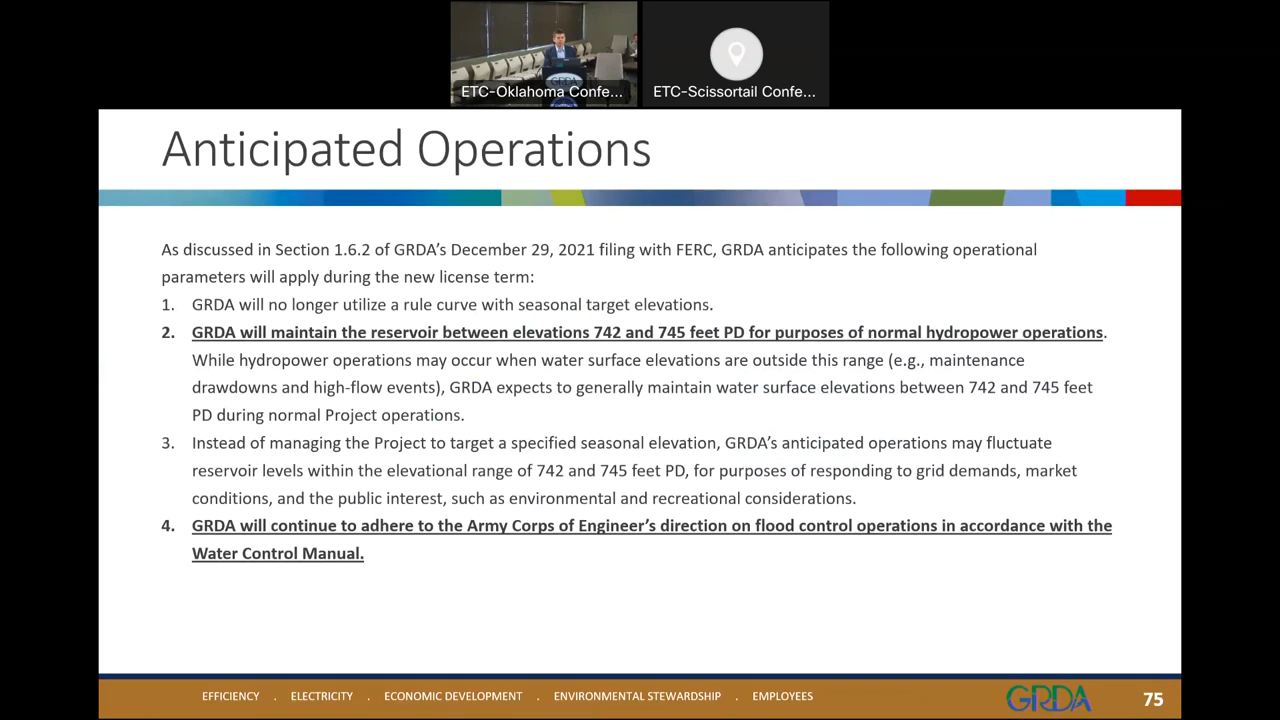 ETC-Oklahoma Confe...
ETC-Scissortail Confe...
GRDA
Anticipated Operations
As discussed in Section 1.6.2 of GRDA's December 29, 2021 filing with FERC, GRDA anticipates the following operational
parameters will apply during the new license term:
1. GRDA will no longer utilize a rule curve with seasonal target elevations.
2. GRDA will maintain the reservoir between elevations 742 and 745 feet PD for purposes of normal hydropower operations.
While hydropower operations may occur when water surface elevations are outside this range (e.g., maintenance
drawdowns and high-flow events), GRDA expects to generally maintain water surface elevations between 742 and 745 feet
PD during normal Project operations.
3. Instead of managing the Project to target a specified seasonal elevation, GRDA's anticipated operations may fluctuate
reservoir levels within the elevational range of 742 and 745 feet PD, for purposes of responding to grid demands, market
conditions, and the public interest, such as environmental and recreational considerations.
4. GRDA will continue to adhere to the Army Corps of Engineer's direction on flood control operations in accordance with the
Water Control Manual.
EFFICIENCY . ELECTRICITY . ECONOMIC DEVELOPMENT . ENVIRONMENTAL STEWARDSHIP . EMPLOYEES
GRDA
75